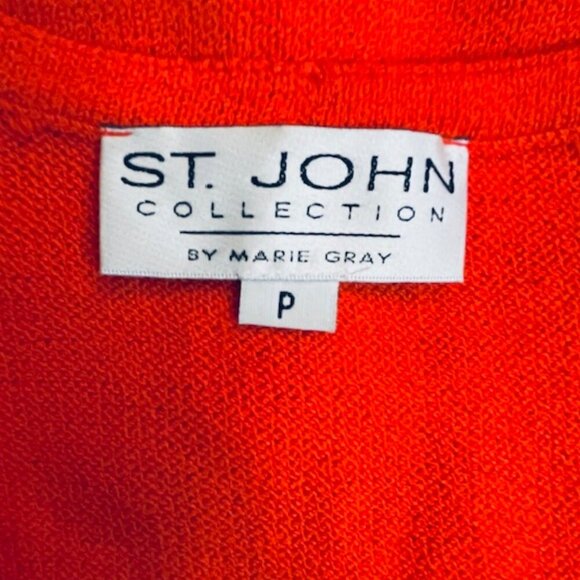 ST. JOHN
COLLECTION
BY MARIE GRAY
P